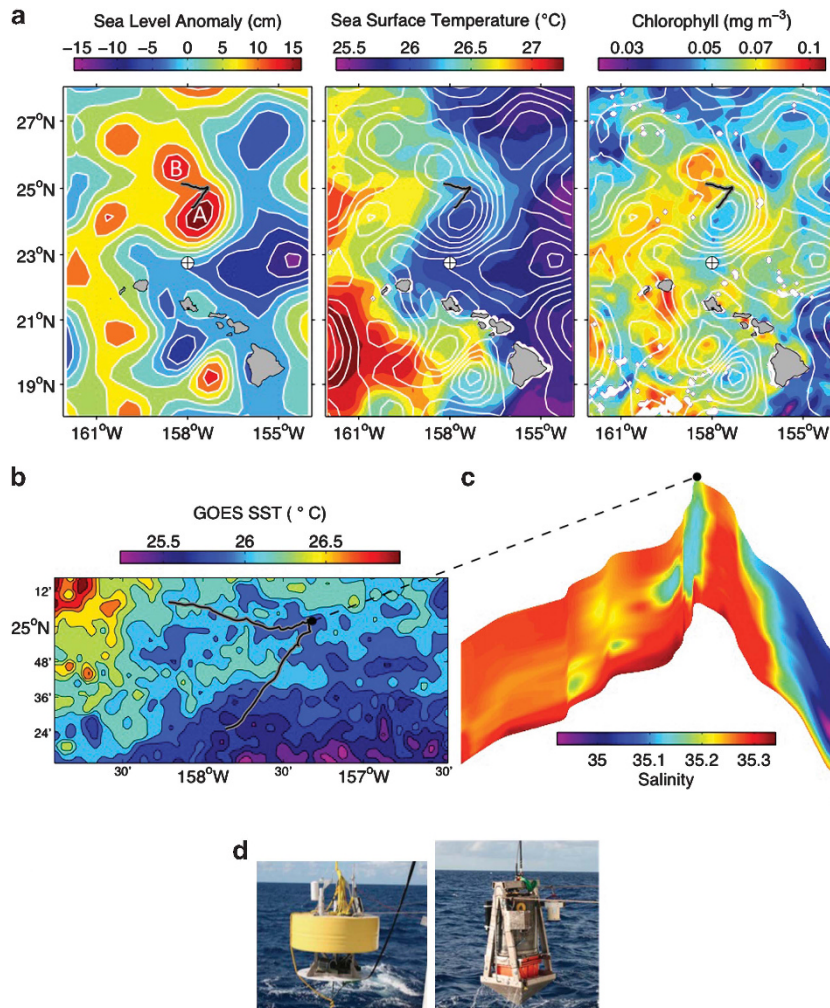 a
Sea Level Anomaly (cm)
Sea Surface Temperature (°C)
Chlorophyll (mg m⁻³)
−15 −10 −5 0 5 10 15
25.5 26 26.5 27
0.03 0.05 0.07 0.1
27°N
25°N
23°N
21°N
19°N
B
A
161°W 158°W 155°W
161°W 158°W 155°W
161°W 158°W 155°W
b
c
GOES SST ( ° C)
25.5 26 26.5
12'
25°N
48'
36'
24'
30' 158°W 30' 157°W 30'
35 35.1 35.2 35.3
Salinity
d